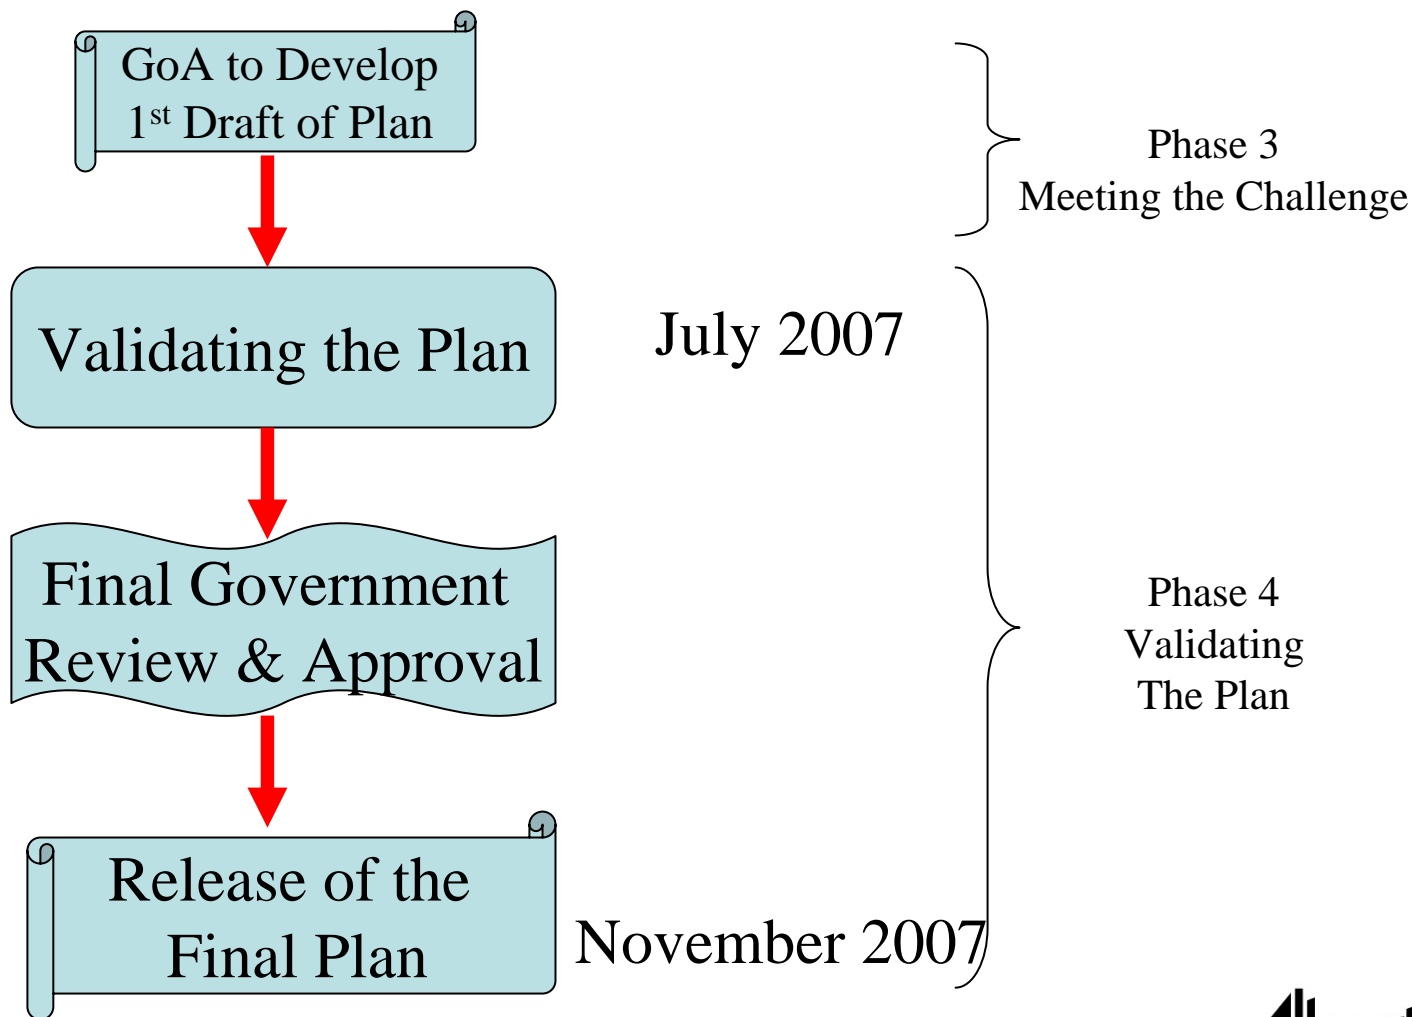 GoA to Develop
1st Draft of Plan
Phase 3
Meeting the Challenge
Validating the Plan
July 2007
Final Government
Review & Approval
Phase 4
Validating
The Plan
Release of the
Final Plan
November 2007